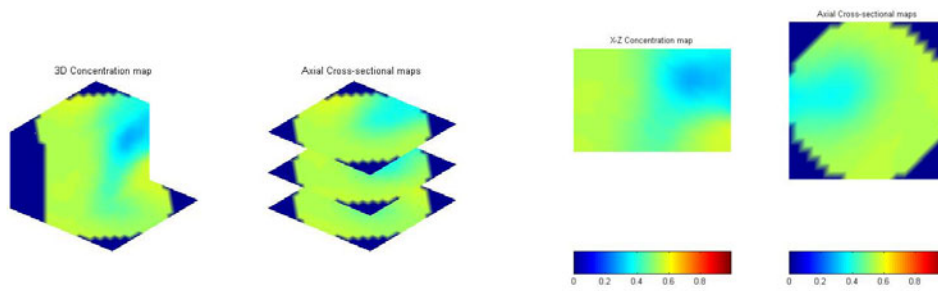 3D Concentration map
Axial Cross-sectional maps
X-Z Concentration map
Axial Cross-sectional maps
0 0.2 0.4 0.6 0.8
0 0.2 0.4 0.6 0.8